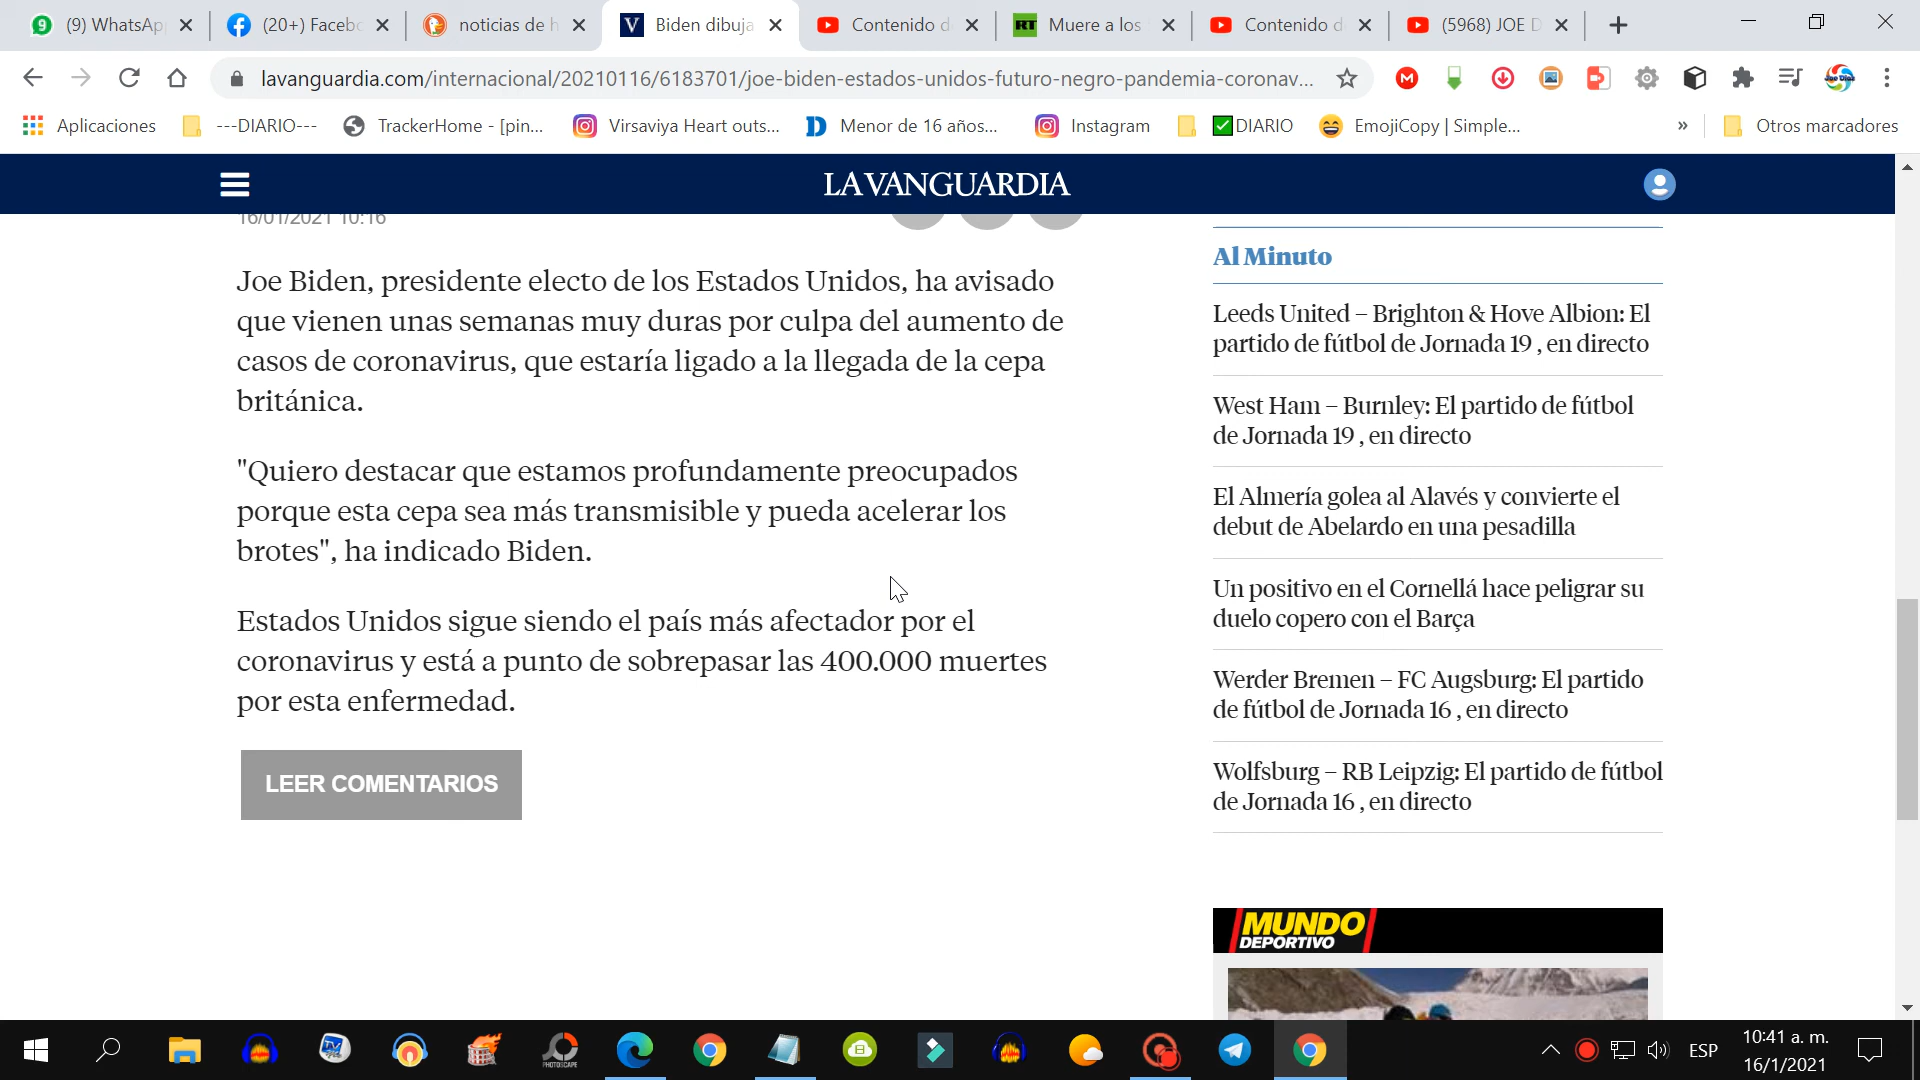 (9) WhatsAp
(20+) Facebo
noticias de h
Biden dibuja
Contenido d
Muere a los
Contenido d
(5968) JOE D
lavanguardia.com/internacional/20210116/6183701/joe-biden-estados-unidos-futuro-negro-pandemia-coronav...
Aplicaciones
---DIARIO---
TrackerHome - [pin...
Virsaviya Heart outs...
Menor de 16 años...
Instagram
✅DIARIO
EmojiCopy | Simple...
»
Otros marcadores
LA VANGUARDIA
16/01/2021 10:16
Joe Biden, presidente electo de los Estados Unidos, ha avisado
que vienen unas semanas muy duras por culpa del aumento de
casos de coronavirus, que estaría ligado a la llegada de la cepa
británica.
"Quiero destacar que estamos profundamente preocupados
porque esta cepa sea más transmisible y pueda acelerar los
brotes", ha indicado Biden.
Estados Unidos sigue siendo el país más afectador por el
coronavirus y está a punto de sobrepasar las 400.000 muertes
por esta enfermedad.
LEER COMENTARIOS
Al Minuto
Leeds United – Brighton & Hove Albion: El
partido de fútbol de Jornada 19 , en directo
West Ham – Burnley: El partido de fútbol
de Jornada 19 , en directo
El Almería golea al Alavés y convierte el
debut de Abelardo en una pesadilla
Un positivo en el Cornellá hace peligrar su
duelo copero con el Barça
Werder Bremen – FC Augsburg: El partido
de fútbol de Jornada 16 , en directo
Wolfsburg – RB Leipzig: El partido de fútbol
de Jornada 16 , en directo
MUNDO
DEPORTIVO
PHOTOSCAPE
ESP
10:41 a. m.
16/1/2021